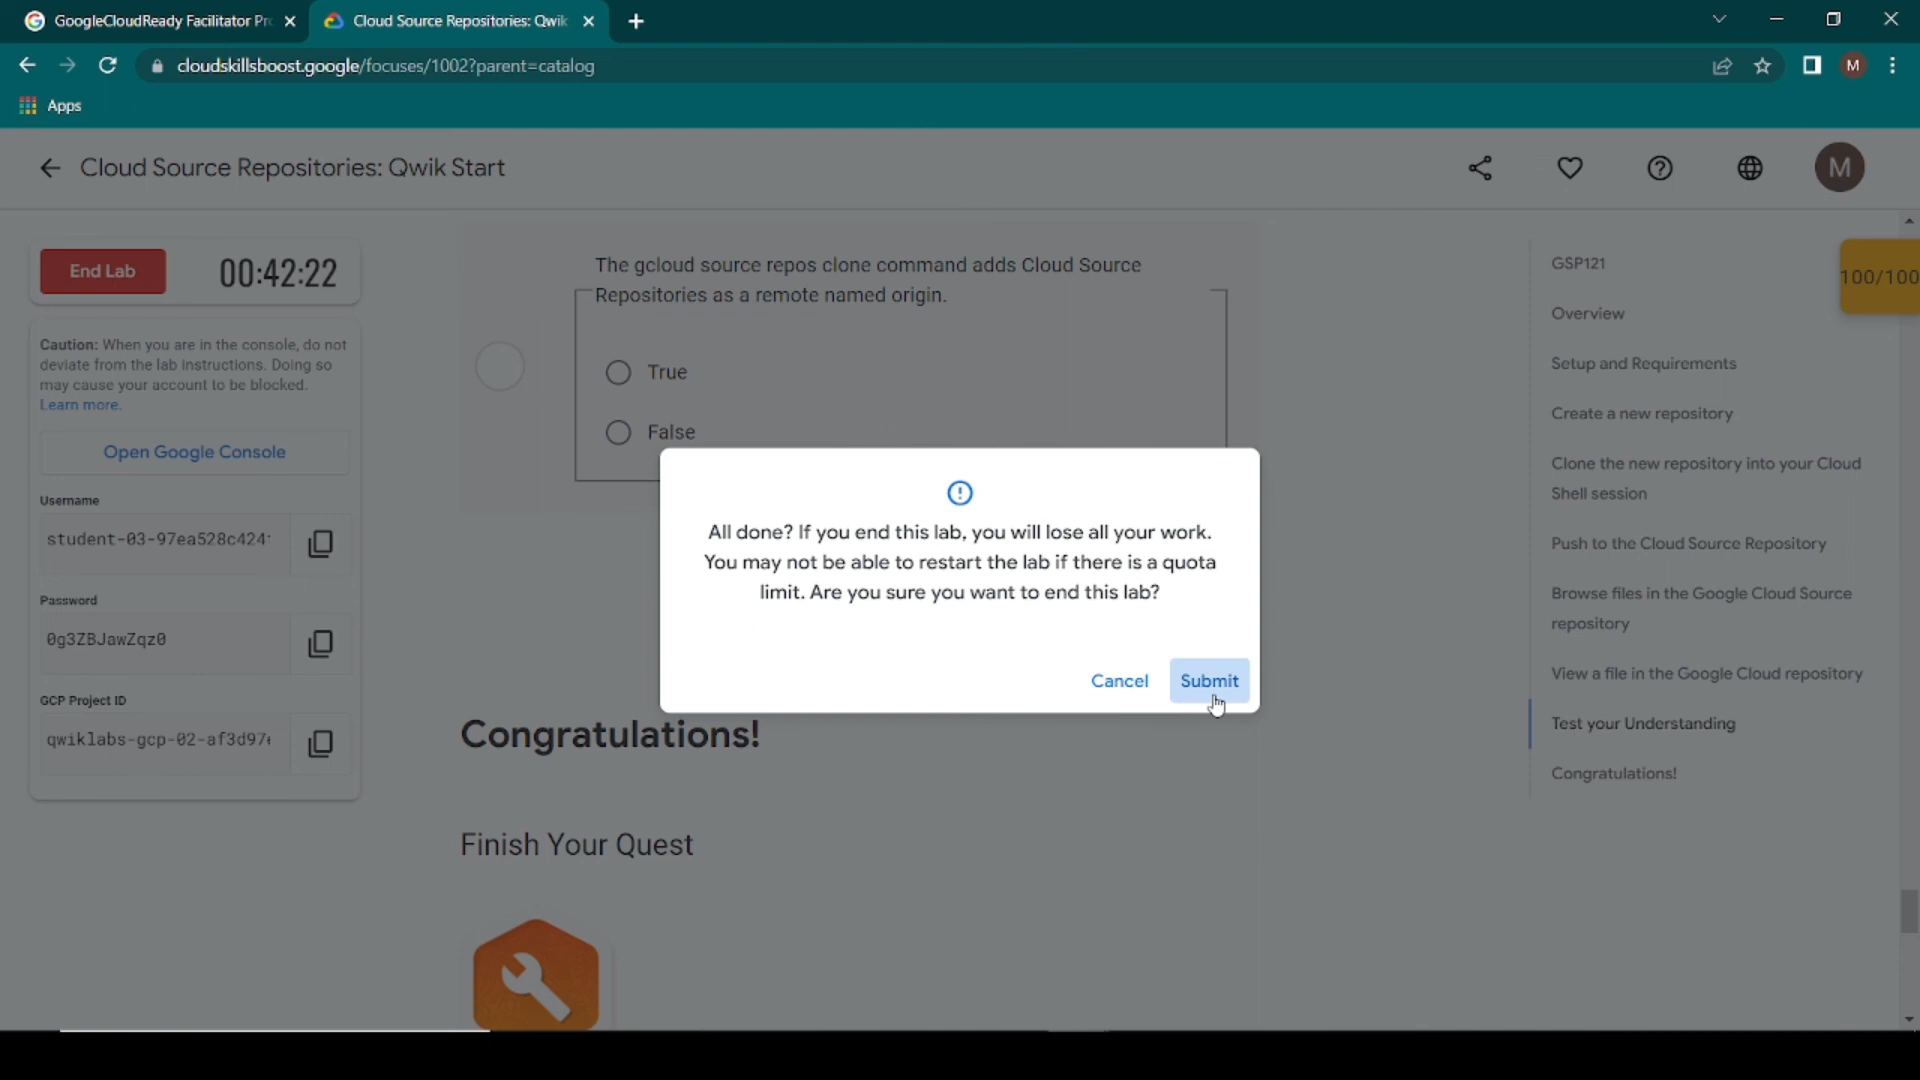 GoogleCloudReady Facilitator Pr
Cloud Source Repositories: Qwik
cloudskillsboost.google/focuses/1002?parent=catalog
M
Apps
Cloud Source Repositories: Qwik Start
M
End Lab
00:42:22
Caution: When you are in the console, do not
deviate from the lab instructions. Doing so
may cause your account to be blocked.
Learn more.
Open Google Console
Username
student-03-97ea528c424
Password
0g3ZBJawZqz0
GCP Project ID
qwiklabs-gcp-02-af3d97
The gcloud source repos clone command adds Cloud Source
Repositories as a remote named origin.
True
False
All done? If you end this lab, you will lose all your work.
You may not be able to restart the lab if there is a quota
limit. Are you sure you want to end this lab?
Cancel
Submit
Congratulations!
Finish Your Quest
GSP121
100/100
Overview
Setup and Requirements
Create a new repository
Clone the new repository into your Cloud
Shell session
Push to the Cloud Source Repository
Browse files in the Google Cloud Source
repository
View a file in the Google Cloud repository
Test your Understanding
Congratulations!